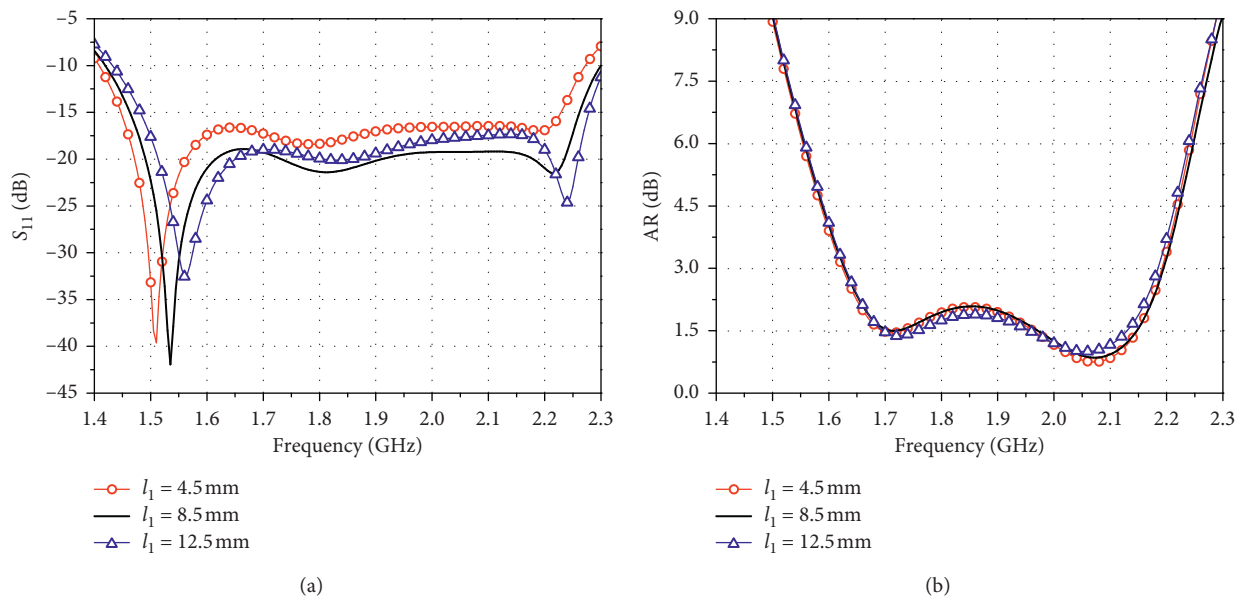 −5
−10
−15
−20
−25
−30
−35
−40
−45
S11 (dB)
1.4 1.5 1.6 1.7 1.8 1.9 2.0 2.1 2.2 2.3
Frequency (GHz)
l1 = 4.5 mm
l1 = 8.5 mm
l1 = 12.5 mm
(a)
9.0
7.5
6.0
4.5
3.0
1.5
0.0
AR (dB)
1.4 1.5 1.6 1.7 1.8 1.9 2.0 2.1 2.2 2.3
Frequency (GHz)
l1 = 4.5 mm
l1 = 8.5 mm
l1 = 12.5 mm
(b)